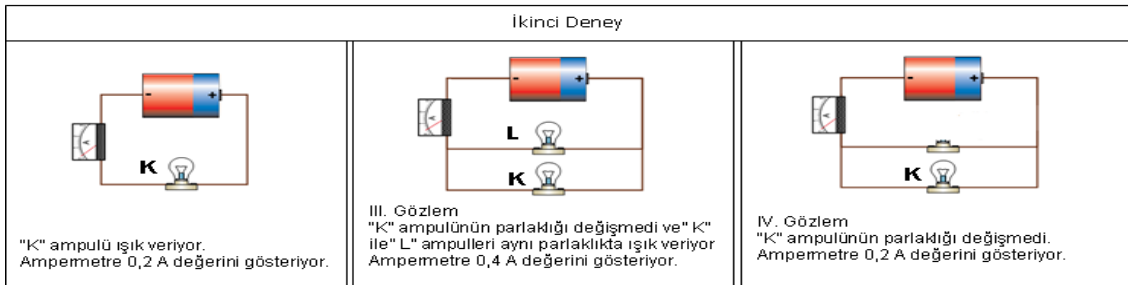 İkinci Deney
- +
A
K
"K" ampulü ışık veriyor.
Ampermetre 0,2 A değerini gösteriyor.
- +
A
L
K
III. Gözlem
"K" ampulünün parlaklığı değişmedi ve" K"
ile" L" ampulleri aynı parlaklıkta ışık veriyor
Ampermetre 0,4 A değerini gösteriyor.
- +
A
K
IV. Gözlem
"K" ampulünün parlaklığı değişmedi.
Ampermetre 0,2 A değerini gösteriyor.